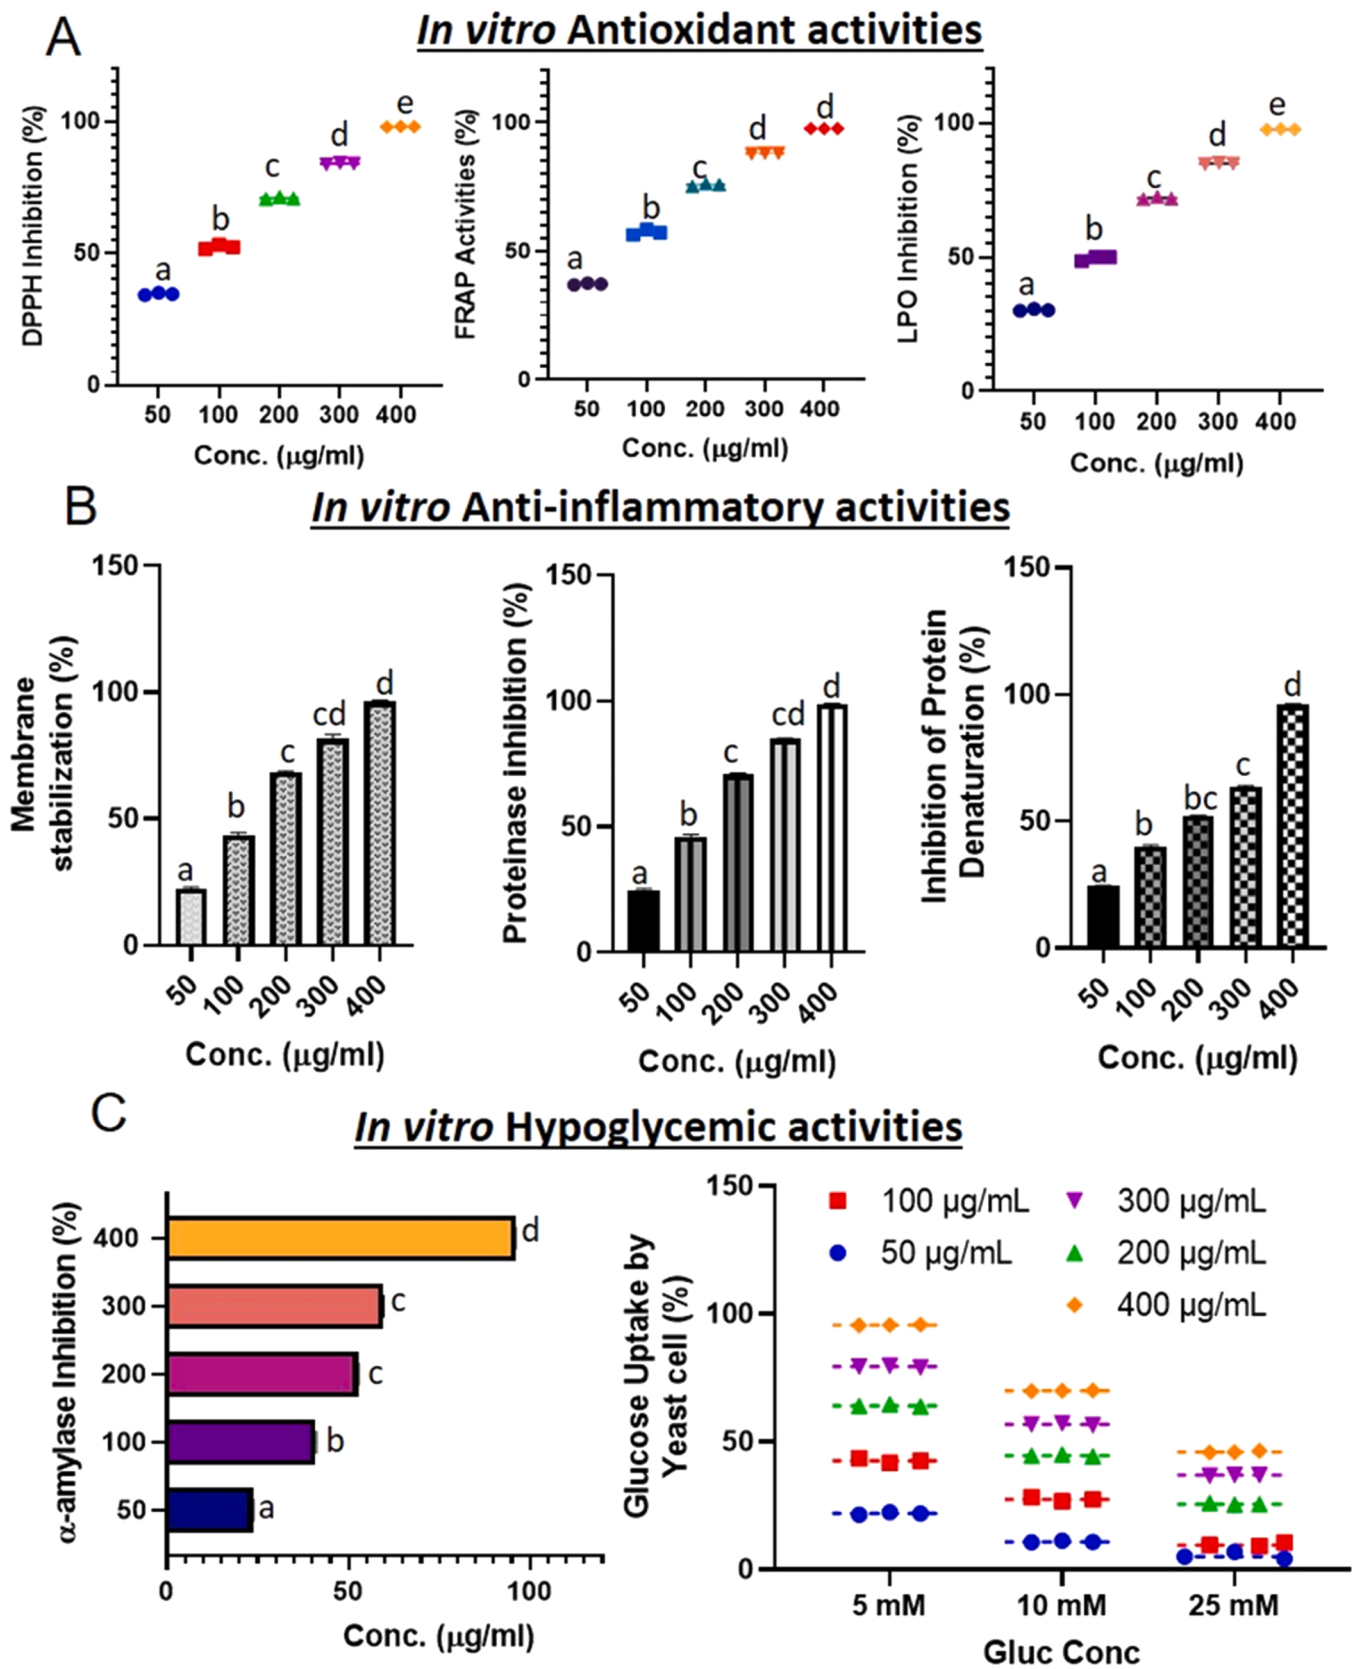 A
In vitro Antioxidant activities
DPPH Inhibition (%)
100
50
0
a
b
c
d
e
50 100 200 300 400
Conc. (µg/ml)
FRAP Activities (%)
100
50
0
a
b
c
d
d
50 100 200 300 400
Conc. (µg/ml)
LPO Inhibition (%)
100
50
0
a
b
c
d
e
50 100 200 300 400
Conc. (µg/ml)
B
In vitro Anti-inflammatory activities
Membrane
stabilization (%)
150
100
50
0
a
b
c
cd
d
50 100 200 300 400
Conc. (µg/ml)
Proteinase inhibition (%)
150
100
50
0
a
b
c
cd
d
50 100 200 300 400
Conc. (µg/ml)
Inhibition of Protein
Denaturation (%)
150
100
50
0
a
b
bc
c
d
50 100 200 300 400
Conc. (µg/ml)
C
In vitro Hypoglycemic activities
α-amylase Inhibition (%)
400
300
200
100
50
d
c
c
b
a
0 50 100
Conc. (µg/ml)
Glucose Uptake by
Yeast cell (%)
150
100
50
0
100 µg/mL
300 µg/mL
50 µg/mL
200 µg/mL
400 µg/mL
5 mM 10 mM 25 mM
Gluc Conc